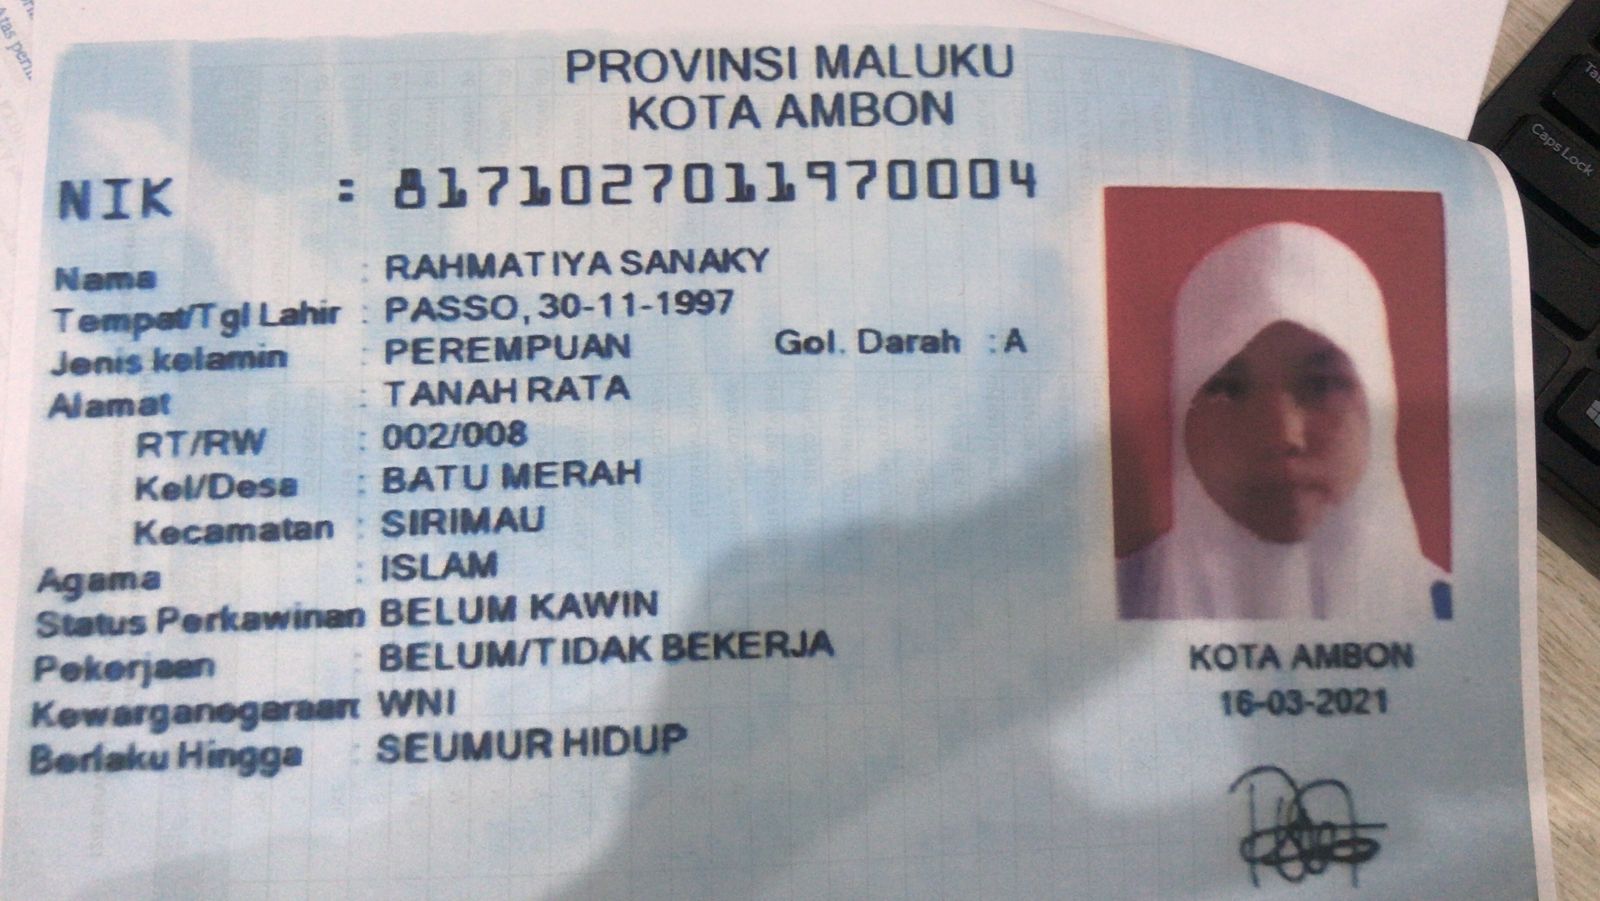 PROVINSI MALUKU
KOTA AMBON
NIK : 8171027011970004
Nama : RAHMATIYA SANAKY
Tempat/Tgl Lahir : PASSO, 30-11-1997
Jenis kelamin : PEREMPUAN Gol. Darah : A
Alamat : TANAH RATA
RT/RW : 002/008
Kel/Desa : BATU MERAH
Kecamatan : SIRIMAU
Agama : ISLAM
Status Perkawinan BELUM KAWIN
Pekerjaan : BELUM/TIDAK BEKERJA
Kewarganegaraan WNI
Berlaku Hingga : SEUMUR HIDUP
KOTA AMBON
16-03-2021
Caps Lock